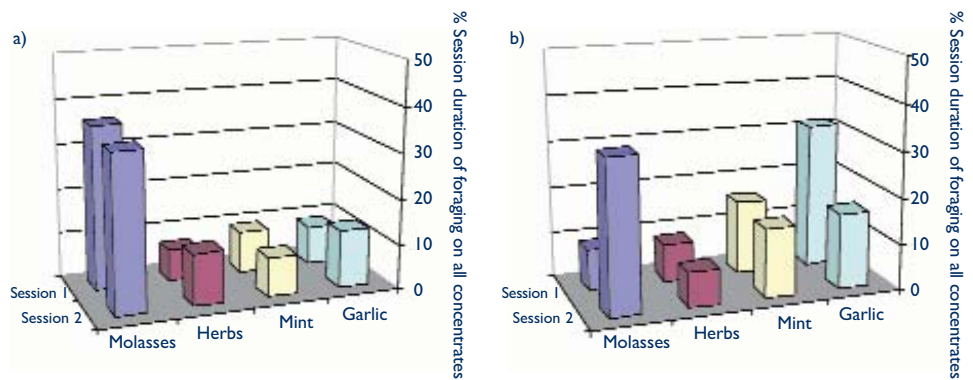 a)
50
40
30
20
10
0
% Session duration of foraging on all concentrates
Session 1
Session 2
Molasses
Herbs
Mint
Garlic
b)
50
40
30
20
10
0
% Session duration of foraging on all concentrates
Session 1
Session 2
Molasses
Herbs
Mint
Garlic